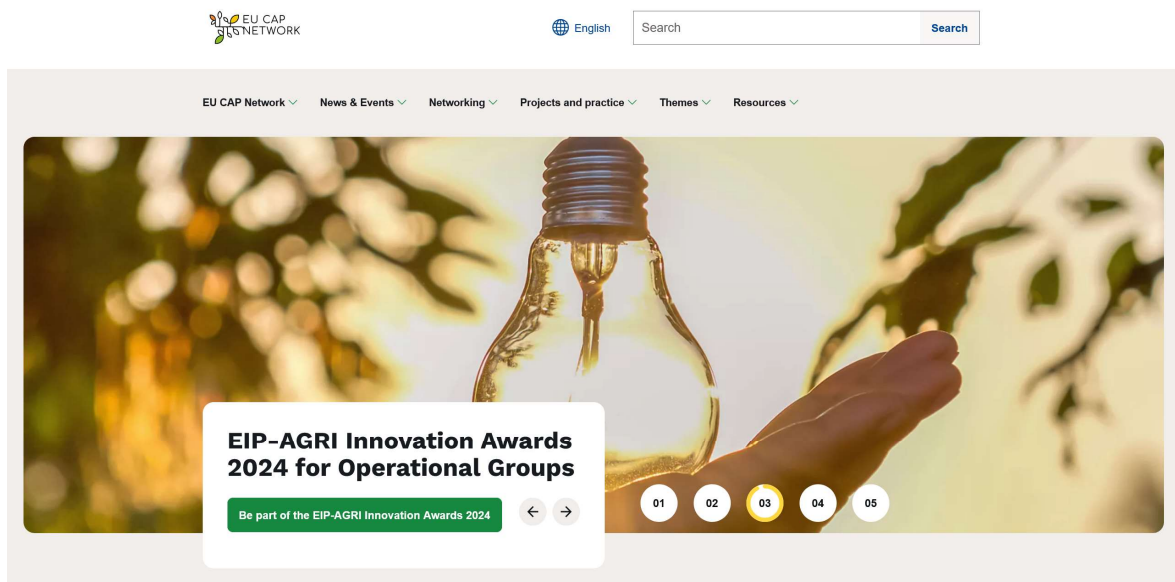 EU CAP
NETWORK
English
Search
Search
EU CAP Network
News & Events
Networking
Projects and practice
Themes
Resources
EIP-AGRI Innovation Awards
2024 for Operational Groups
Be part of the EIP-AGRI Innovation Awards 2024
01
02
03
04
05